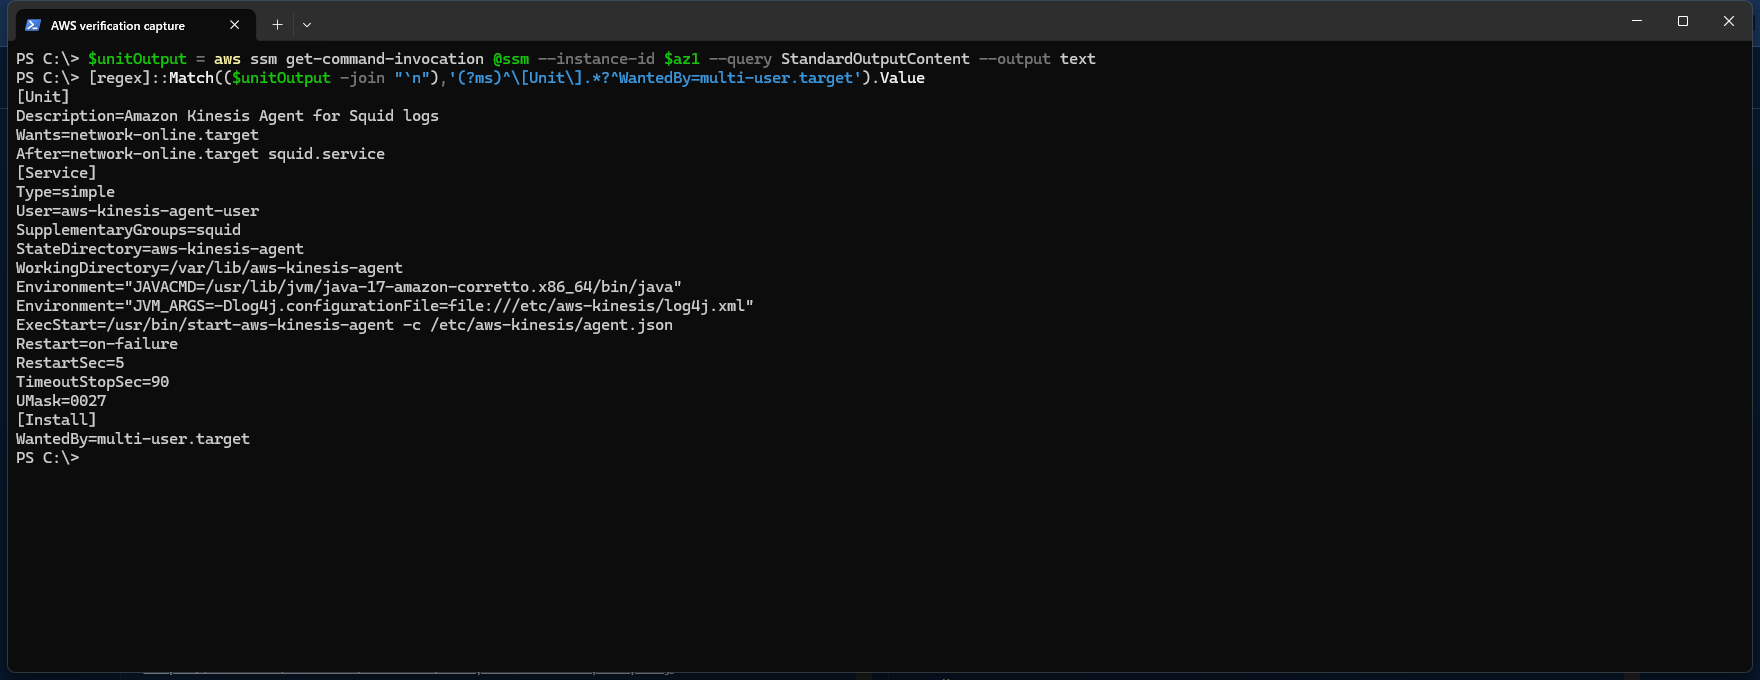 AWS verification capture
PS C:\> $unitOutput = aws ssm get-command-invocation @ssm --instance-id $az1 --query StandardOutputContent --output text
PS C:\> [regex]::Match(($unitOutput -join "`n"),'(?ms)^\[Unit\].*?^WantedBy=multi-user.target').Value
[Unit]
Description=Amazon Kinesis Agent for Squid logs
Wants=network-online.target
After=network-online.target squid.service
[Service]
Type=simple
User=aws-kinesis-agent-user
SupplementaryGroups=squid
StateDirectory=aws-kinesis-agent
WorkingDirectory=/var/lib/aws-kinesis-agent
Environment="JAVACMD=/usr/lib/jvm/java-17-amazon-corretto.x86_64/bin/java"
Environment="JVM_ARGS=-Dlog4j.configurationFile=file:///etc/aws-kinesis/log4j.xml"
ExecStart=/usr/bin/start-aws-kinesis-agent -c /etc/aws-kinesis/agent.json
Restart=on-failure
RestartSec=5
TimeoutStopSec=90
UMask=0027
[Install]
WantedBy=multi-user.target
PS C:\>